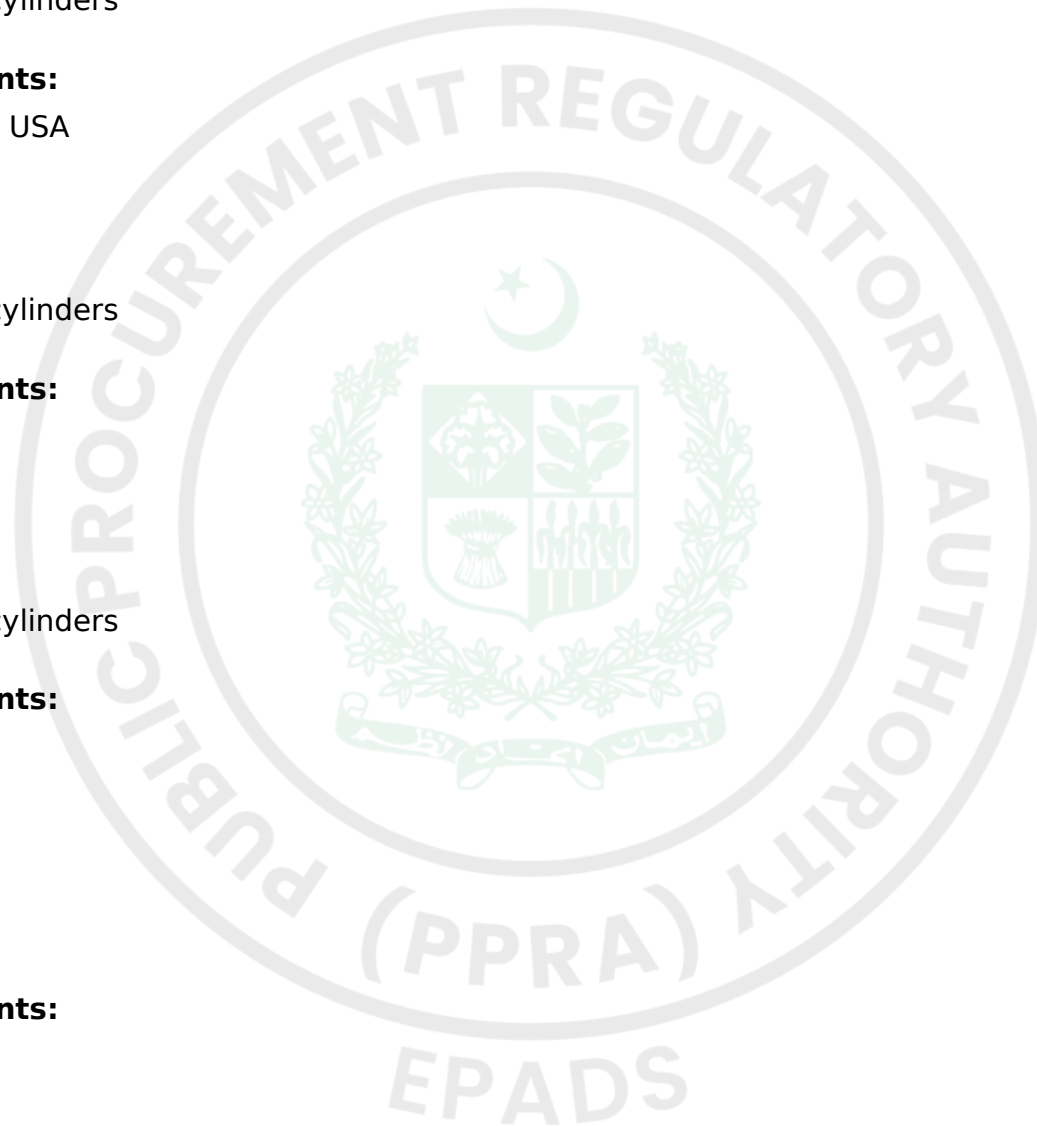 ylinders
nts:
USA
ylinders
nts:
ylinders
nts:
nts:
PUBLIC PROCUREMENT REGULATORY AUTHORITY
(PPRA)
EPADS